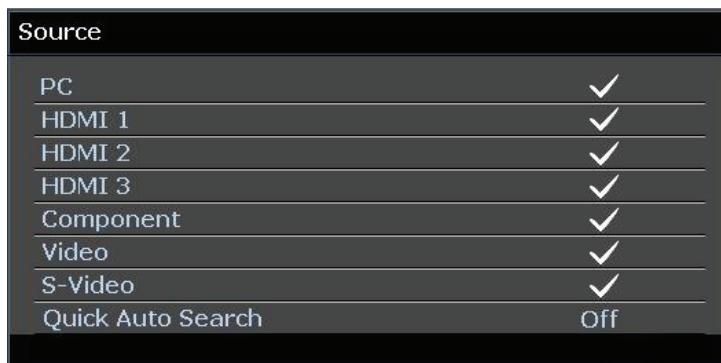 Source
PC ✓
HDMI 1 ✓
HDMI 2 ✓
HDMI 3 ✓
Component ✓
Video ✓
S-Video ✓
Quick Auto Search Off